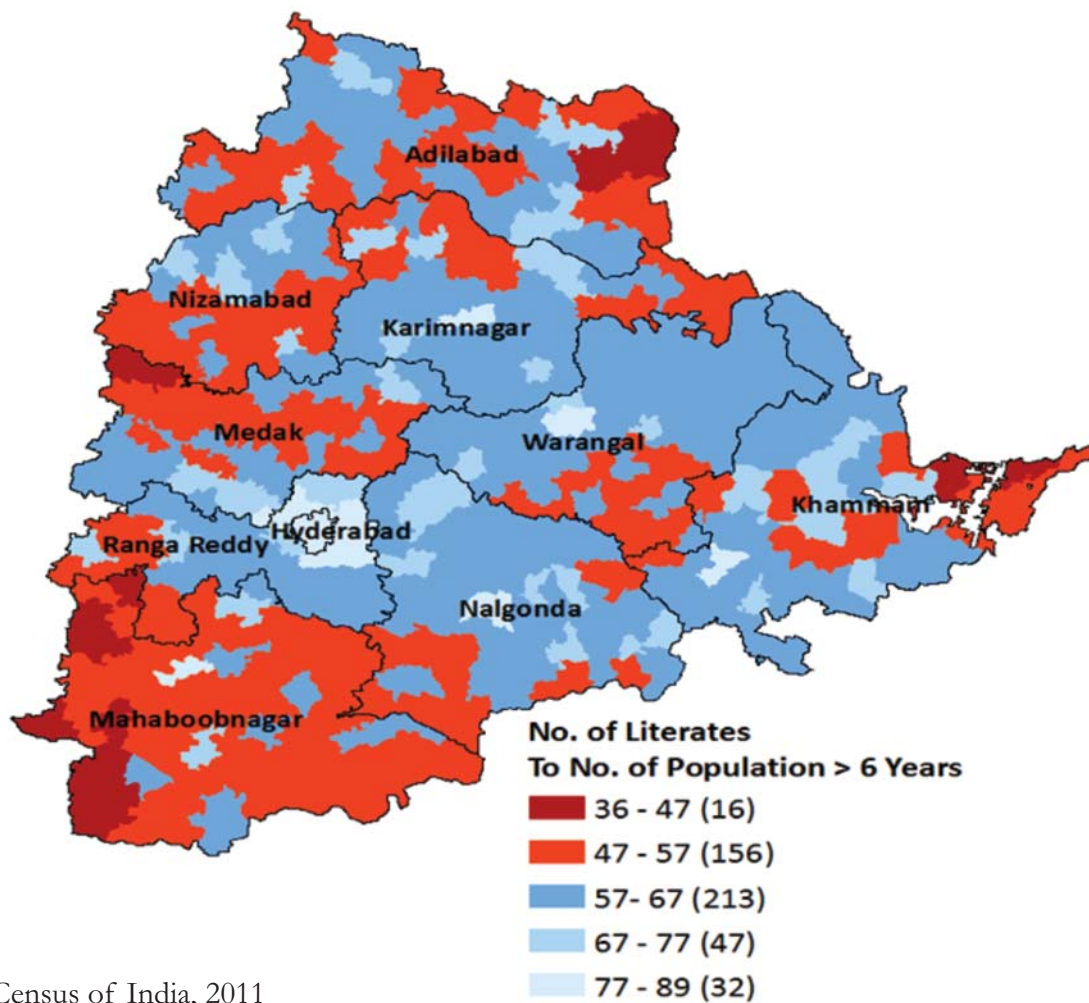 Adilabad
Nizamabad
Karimnagar
Medak
Warangal
Khammam
Hyderabad
Ranga Reddy
Nalgonda
Mahaboobnagar
No. of Literates
To No. of Population > 6 Years
36 - 47 (16)
47 - 57 (156)
57- 67 (213)
67 - 77 (47)
77 - 89 (32)
Census of India, 2011